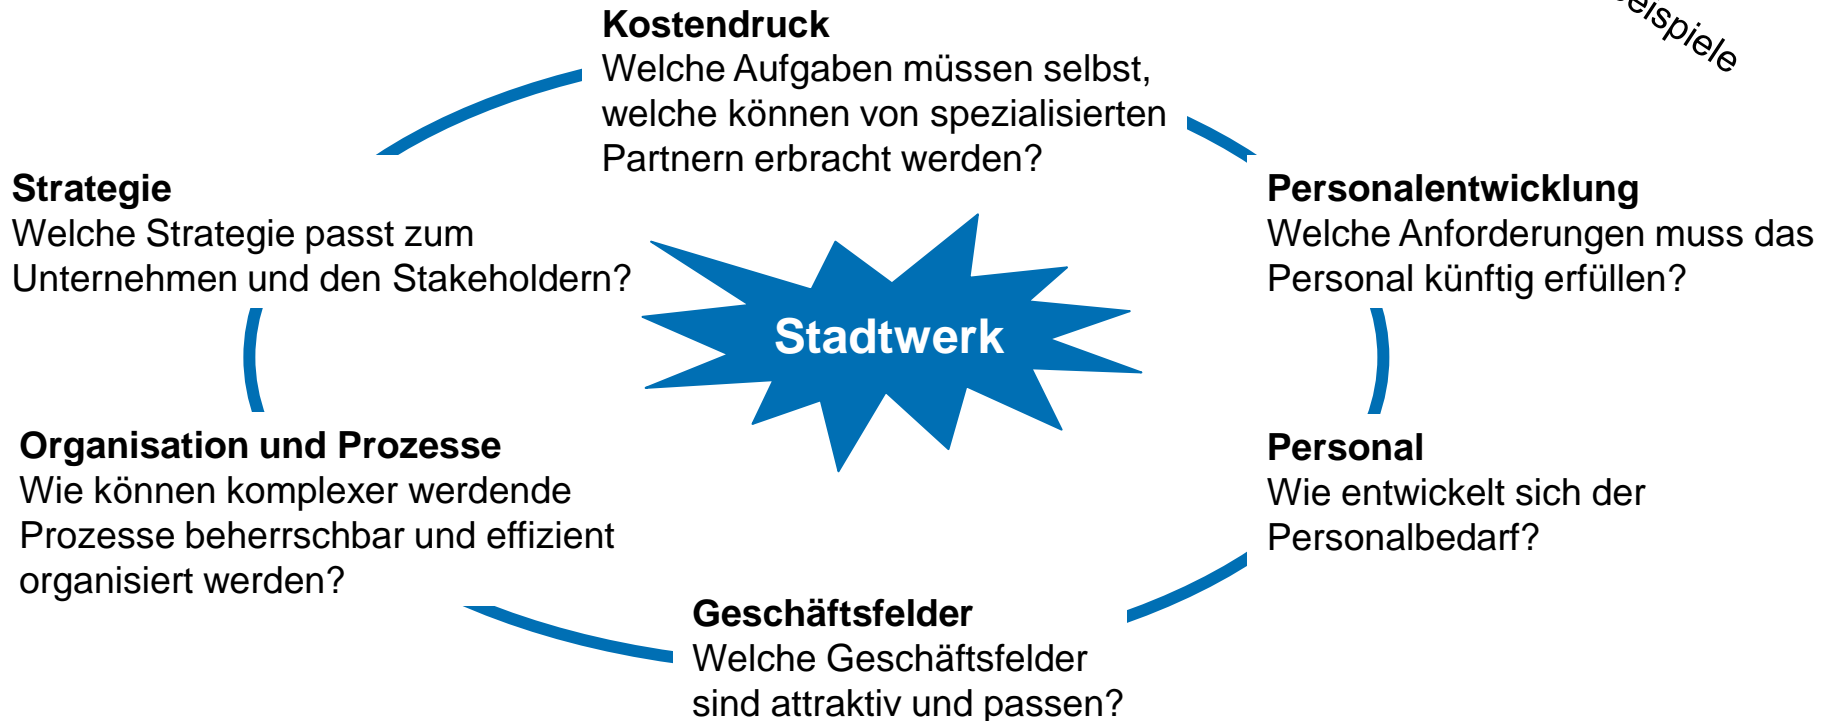 Kostendruck
Welche Aufgaben müssen selbst,
welche können von spezialisierten
Partnern erbracht werden?
Strategie
Welche Strategie passt zum
Unternehmen und den Stakeholdern?
Personalentwicklung
Welche Anforderungen muss das
Personal künftig erfüllen?
Stadtwerk
Organisation und Prozesse
Wie können komplexer werdende
Prozesse beherrschbar und effizient
organisiert werden?
Personal
Wie entwickelt sich der
Personalbedarf?
Geschäftsfelder
Welche Geschäftsfelder
sind attraktiv und passen?